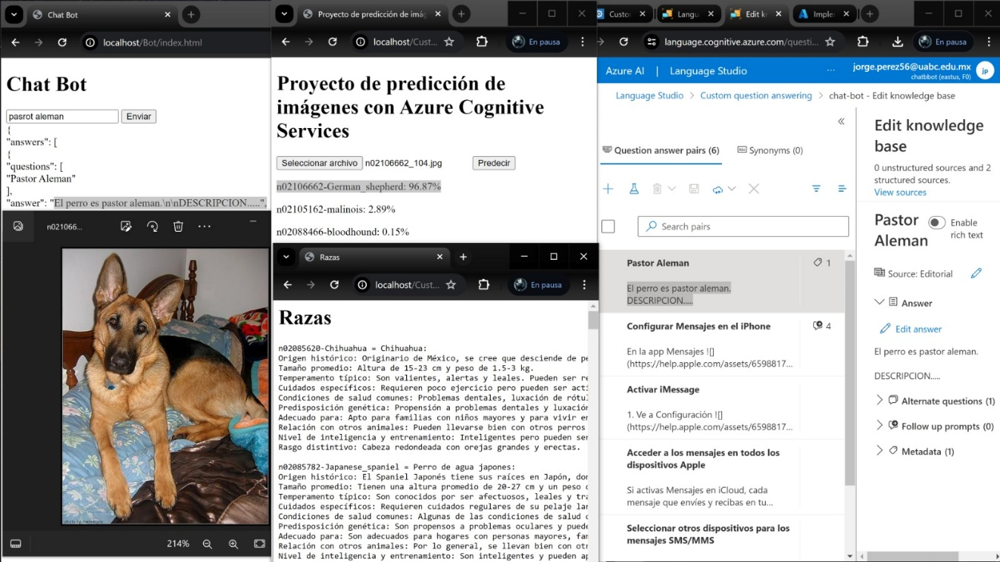 Chat Bot
localhost/Bot/index.html
Chat Bot
pasrot aleman
Enviar
{
"answers": [
{
"questions": [
"Pastor Aleman"
],
"answer": "El perro es pastor aleman.\n\nDESCRIPCION.....",
n021066...
photo by
214%
Proyecto de predicción de imág
localhost/Cust...
En pausa
Proyecto de predicción de
imágenes con Azure Cognitive
Services
Seleccionar archivo n02106662_104.jpg
Predecir
n02106662-German_shepherd: 96.87%
n02105162-malinois: 2.89%
n02088466-bloodhound: 0.15%
Razas
localhost/Cust...
En pausa
Razas
n02085620-Chihuahua = Chihuahua:
Origen histórico: Originario de México, se cree que desciende de pe
Tamaño promedio: Altura de 15-23 cm y peso de 1.5-3 kg.
Temperamento típico: Son valientes, alertas y leales. Pueden ser re
Cuidados específicos: Requieren poco ejercicio pero pueden ser acti
Condiciones de salud comunes: Problemas dentales, luxación de rótul
Predisposición genética: Propensión a problemas dentales y luxación
Adecuado para: Apto para familias con niños mayores y para vivir en
Relación con otros animales: Pueden llevarse bien con otros perros
Nivel de inteligencia y entrenamiento: Inteligentes pero pueden ser
Rasgo distintivo: Cabeza redondeada con orejas grandes y erectas.
n02085782-Japanese_spaniel = Perro de agua japones:
Origen histórico: El Spaniel Japonés tiene sus raíces en Japón, don
Tamaño promedio: Tienen una altura promedio de 20-27 cm y un peso
Temperamento típico: Son conocidos por ser afectuosos, leales y tra
Cuidados específicos: Requieren cuidados regulares de su pelaje lar
Condiciones de salud comunes: Algunas de las condiciones de salud c
Predisposición genética: Son propensos a problemas oculares y puede
Adecuado para: Son adecuados para hogares con personas mayores, fam
Relación con otros animales: Por lo general, se llevan bien con otr
Nivel de inteligencia y entrenamiento: Son inteligentes y pueden ap
Custo
Langu
Edit k
Imple
language.cognitive.azure.com/questi...
En pausa
Azure AI | Language Studio
...
jorge.perez56@uabc.edu.mx
chatbbot (eastus, F0)
jp
Language Studio > Custom question answering > chat-bot - Edit knowledge base
Question answer pairs (6)
Synonyms (0)
Search pairs
Pastor Aleman
1
El perro es pastor aleman.
DESCRIPCION.....
Configurar Mensajes en el iPhone
4
En la app Mensajes ![]
(https://help.apple.com/assets/6598817...
Activar iMessage
1. Ve a Configuración ![]
(https://help.apple.com/assets/6598817...
Acceder a los mensajes en todos los
dispositivos Apple
Si activas Mensajes en iCloud, cada
mensaje que envíes y recibas en tu...
Seleccionar otros dispositivos para los
mensajes SMS/MMS
Edit knowledge
base
0 unstructured sources and 2
structured sources.
View sources
Pastor
Aleman
Enable
rich text
Source: Editorial
Answer
Edit answer
El perro es pastor aleman.
DESCRIPCION.....
Alternate questions (1)
Follow up prompts (0)
Metadata (1)